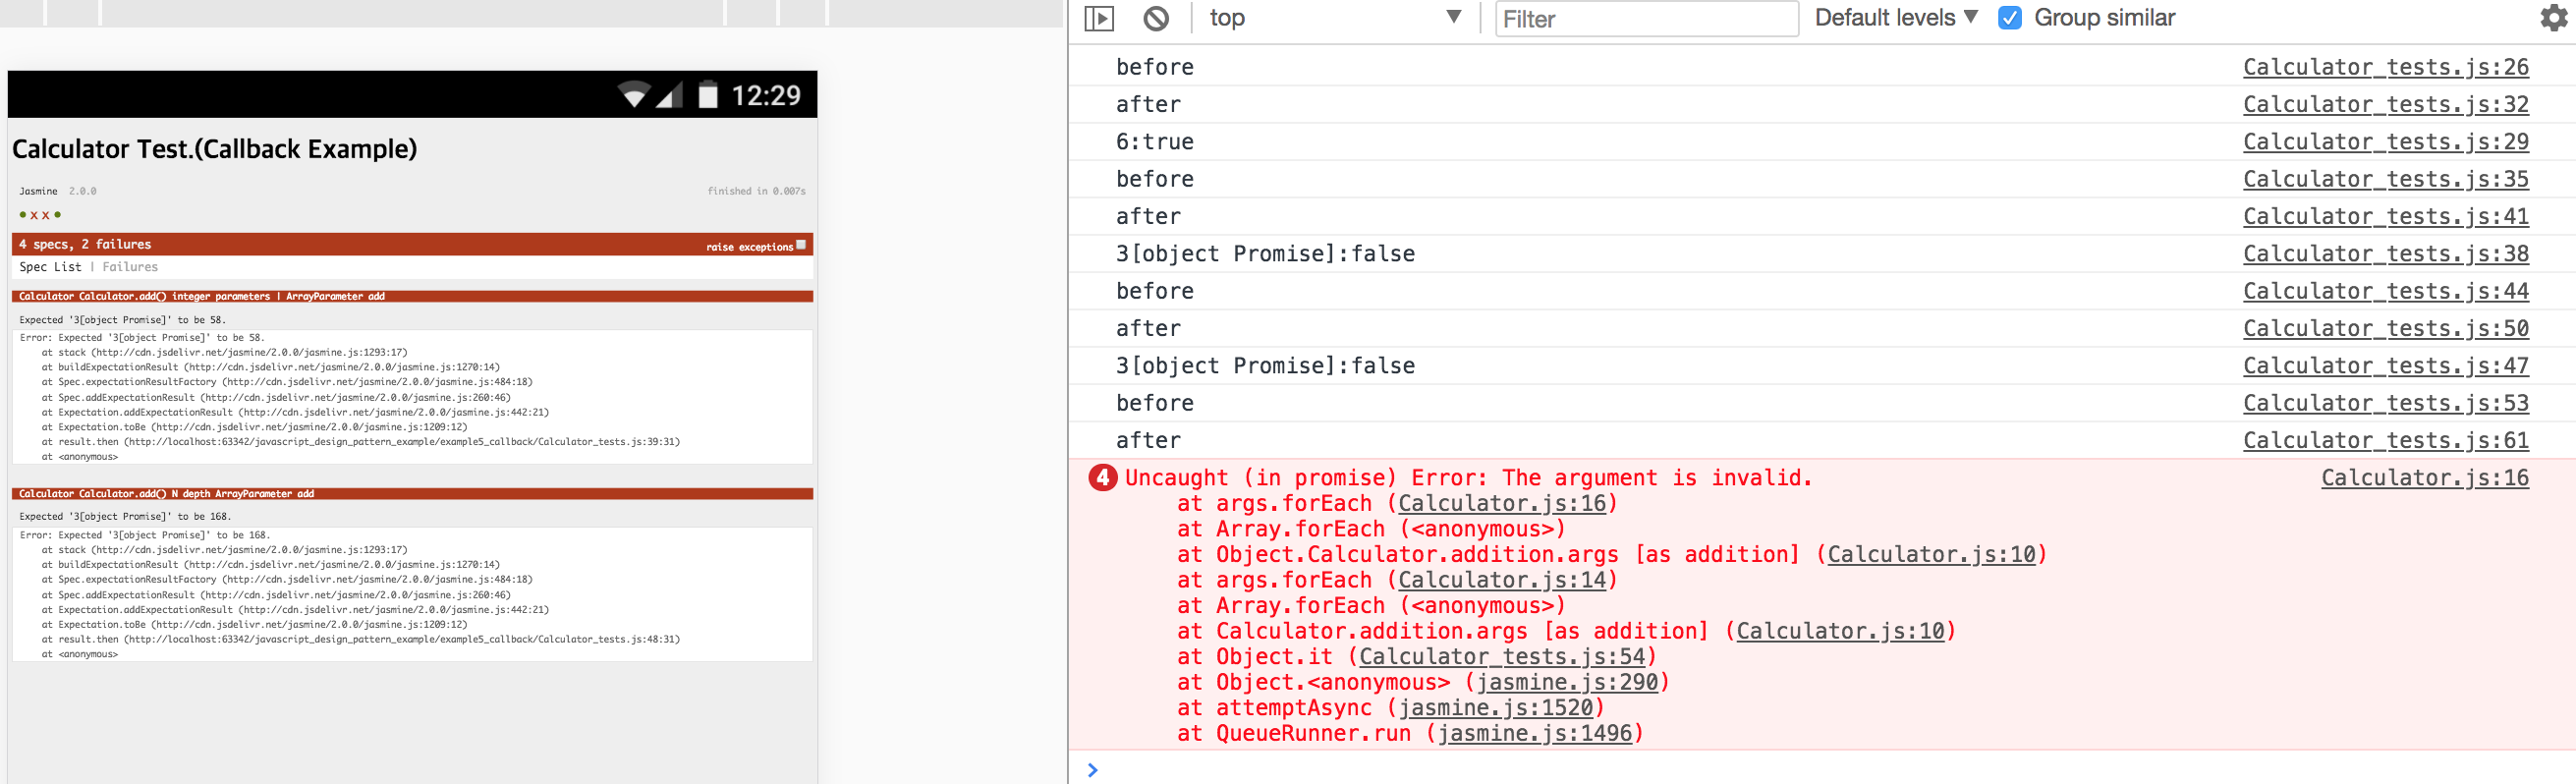 12:29
Calculator Test.(Callback Example)
Jasmine 2.0.0 finished in 0.007s
• x x •
4 specs, 2 failures raise exceptions
Spec List | Failures
Calculator Calculator.add() integer parameters | ArrayParameter add
Expected '3[object Promise]' to be 58.
Error: Expected '3[object Promise]' to be 58.
at stack (http://cdn.jsdelivr.net/jasmine/2.0.0/jasmine.js:1293:17)
at buildExpectationResult (http://cdn.jsdelivr.net/jasmine/2.0.0/jasmine.js:1270:14)
at Spec.expectationResultFactory (http://cdn.jsdelivr.net/jasmine/2.0.0/jasmine.js:484:18)
at Spec.addExpectationResult (http://cdn.jsdelivr.net/jasmine/2.0.0/jasmine.js:260:46)
at Expectation.addExpectationResult (http://cdn.jsdelivr.net/jasmine/2.0.0/jasmine.js:442:21)
at Expectation.toBe (http://cdn.jsdelivr.net/jasmine/2.0.0/jasmine.js:1209:12)
at result.then (http://localhost:63342/javascript_design_pattern_example/example5_callback/Calculator_tests.js:39:31)
at <anonymous>
Calculator Calculator.add() N depth ArrayParameter add
Expected '3[object Promise]' to be 168.
Error: Expected '3[object Promise]' to be 168.
at stack (http://cdn.jsdelivr.net/jasmine/2.0.0/jasmine.js:1293:17)
at buildExpectationResult (http://cdn.jsdelivr.net/jasmine/2.0.0/jasmine.js:1270:14)
at Spec.expectationResultFactory (http://cdn.jsdelivr.net/jasmine/2.0.0/jasmine.js:484:18)
at Spec.addExpectationResult (http://cdn.jsdelivr.net/jasmine/2.0.0/jasmine.js:260:46)
at Expectation.addExpectationResult (http://cdn.jsdelivr.net/jasmine/2.0.0/jasmine.js:442:21)
at Expectation.toBe (http://cdn.jsdelivr.net/jasmine/2.0.0/jasmine.js:1209:12)
at result.then (http://localhost:63342/javascript_design_pattern_example/example5_callback/Calculator_tests.js:48:31)
at <anonymous>
top Filter Default levels Group similar
before Calculator_tests.js:26
after Calculator_tests.js:32
6:true Calculator_tests.js:29
before Calculator_tests.js:35
after Calculator_tests.js:41
3[object Promise]:false Calculator_tests.js:38
before Calculator_tests.js:44
after Calculator_tests.js:50
3[object Promise]:false Calculator_tests.js:47
before Calculator_tests.js:53
after Calculator_tests.js:61
4 Uncaught (in promise) Error: The argument is invalid. Calculator.js:16
at args.forEach (Calculator.js:16)
at Array.forEach (<anonymous>)
at Object.Calculator.addition.args [as addition] (Calculator.js:10)
at args.forEach (Calculator.js:14)
at Array.forEach (<anonymous>)
at Calculator.addition.args [as addition] (Calculator.js:10)
at Object.it (Calculator_tests.js:54)
at Object.<anonymous> (jasmine.js:290)
at attemptAsync (jasmine.js:1520)
at QueueRunner.run (jasmine.js:1496)